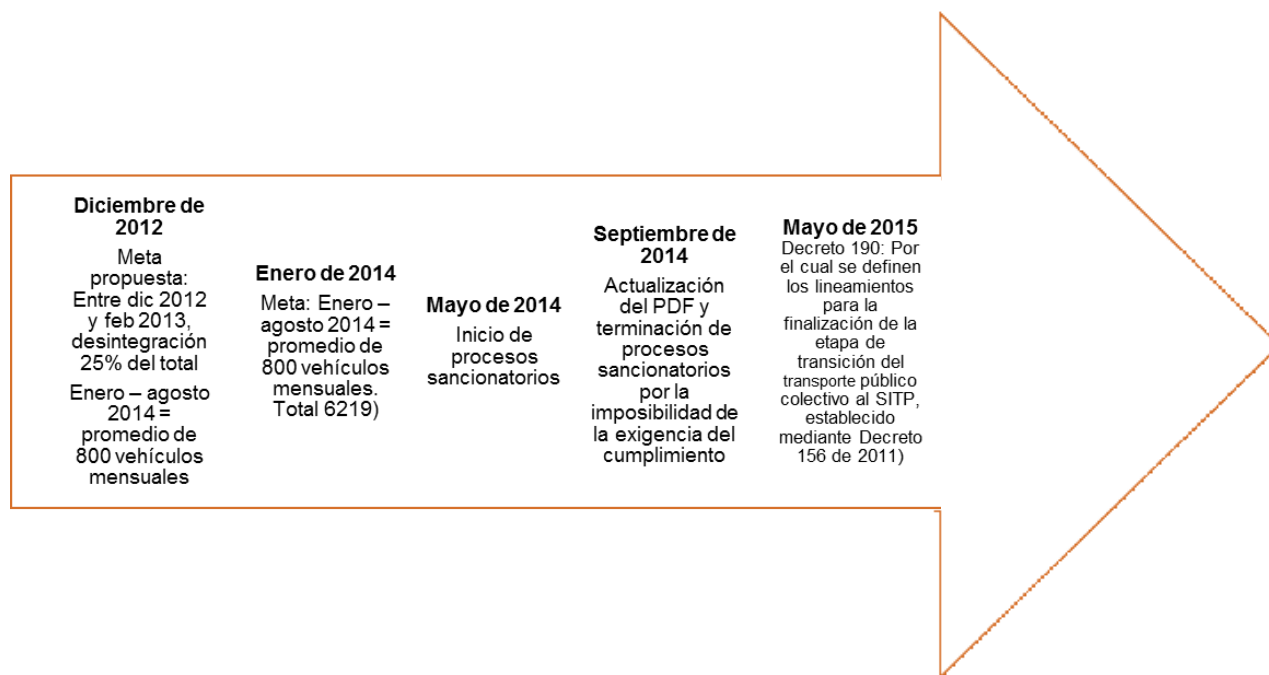 Diciembre de
2012
Meta
propuesta:
Entre dic 2012
y feb 2013,
desintegración
25% del total
Enero – agosto
2014 =
promedio de
800 vehículos
mensuales
Enero de 2014
Meta: Enero –
agosto 2014 =
promedio de
800 vehículos
mensuales.
Total 6219)
Mayo de 2014
Inicio de
procesos
sancionatorios
Septiembre de
2014
Actualización
del PDF y
terminación de
procesos
sancionatorios
por la
imposibilidad de
la exigencia del
cumplimiento
Mayo de 2015
Decreto 190: Por
el cual se definen
los lineamientos
para la
finalización de la
etapa de
transición del
transporte público
colectivo al SITP,
establecido
mediante Decreto
156 de 2011)